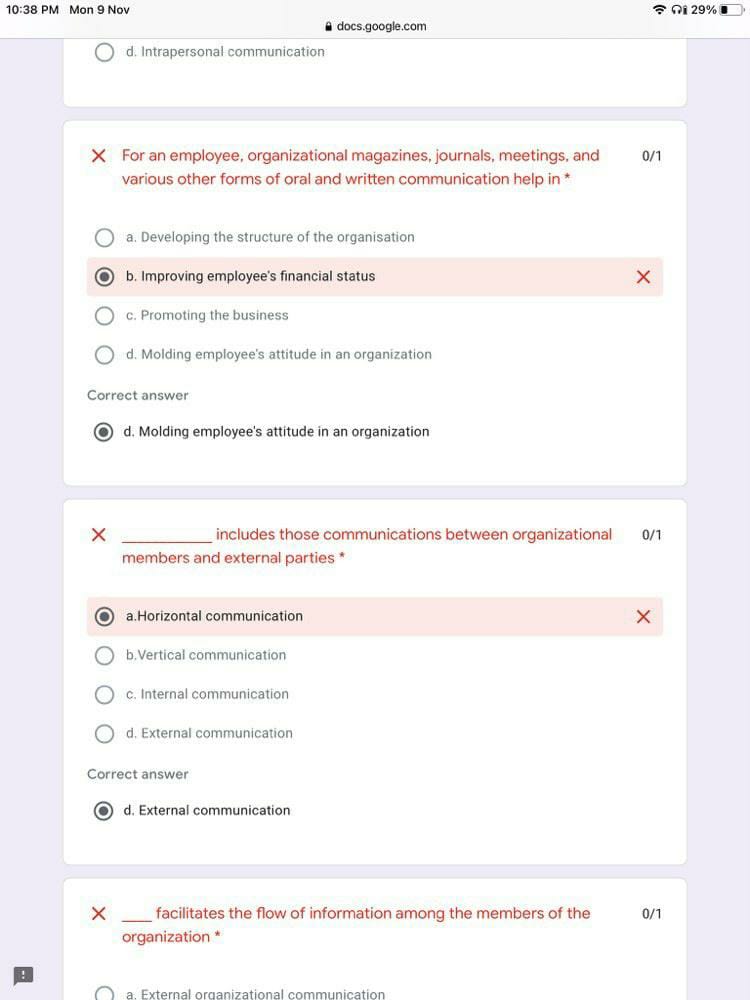 10:38 PM Mon 9 Nov 29%
docs.google.com
d. Intrapersonal communication
For an employee, organizational magazines, journals, meetings, and 0/1
various other forms of oral and written communication help in *
a. Developing the structure of the organisation
b. Improving employee's financial status
c. Promoting the business
d. Molding employee's attitude in an organization
Correct answer
d. Molding employee's attitude in an organization
____________ includes those communications between organizational 0/1
members and external parties *
a.Horizontal communication
b.Vertical communication
c. Internal communication
d. External communication
Correct answer
d. External communication
____ facilitates the flow of information among the members of the 0/1
organization *
a. External organizational communication